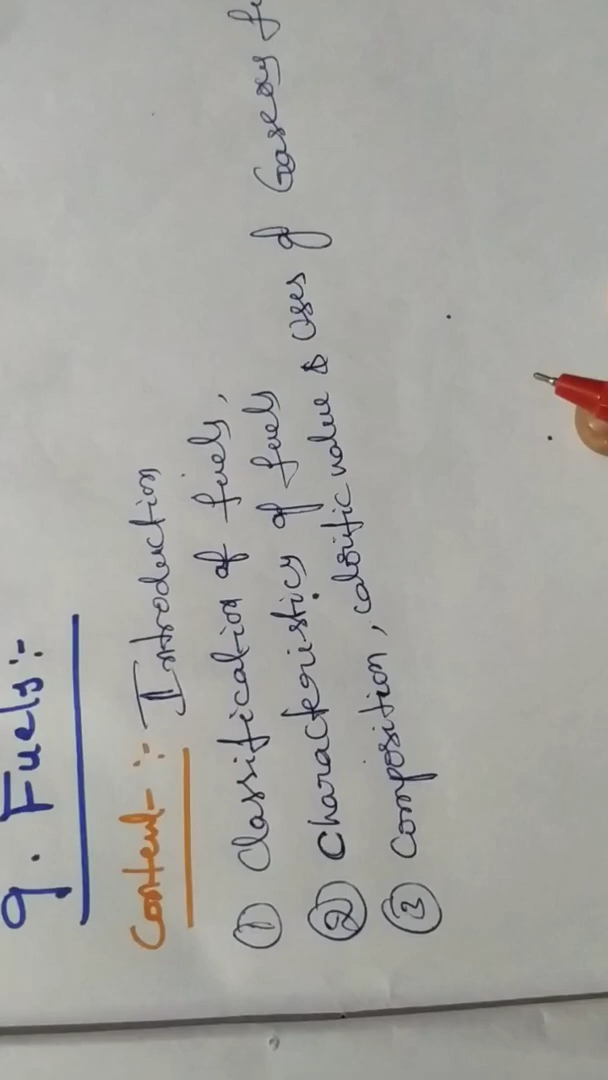 9. Fuels:-
Content-:- Introduction
① Classification of fuels,
② Characteristics of fuels
③ Composition, calorific value & Uses of Gaseous